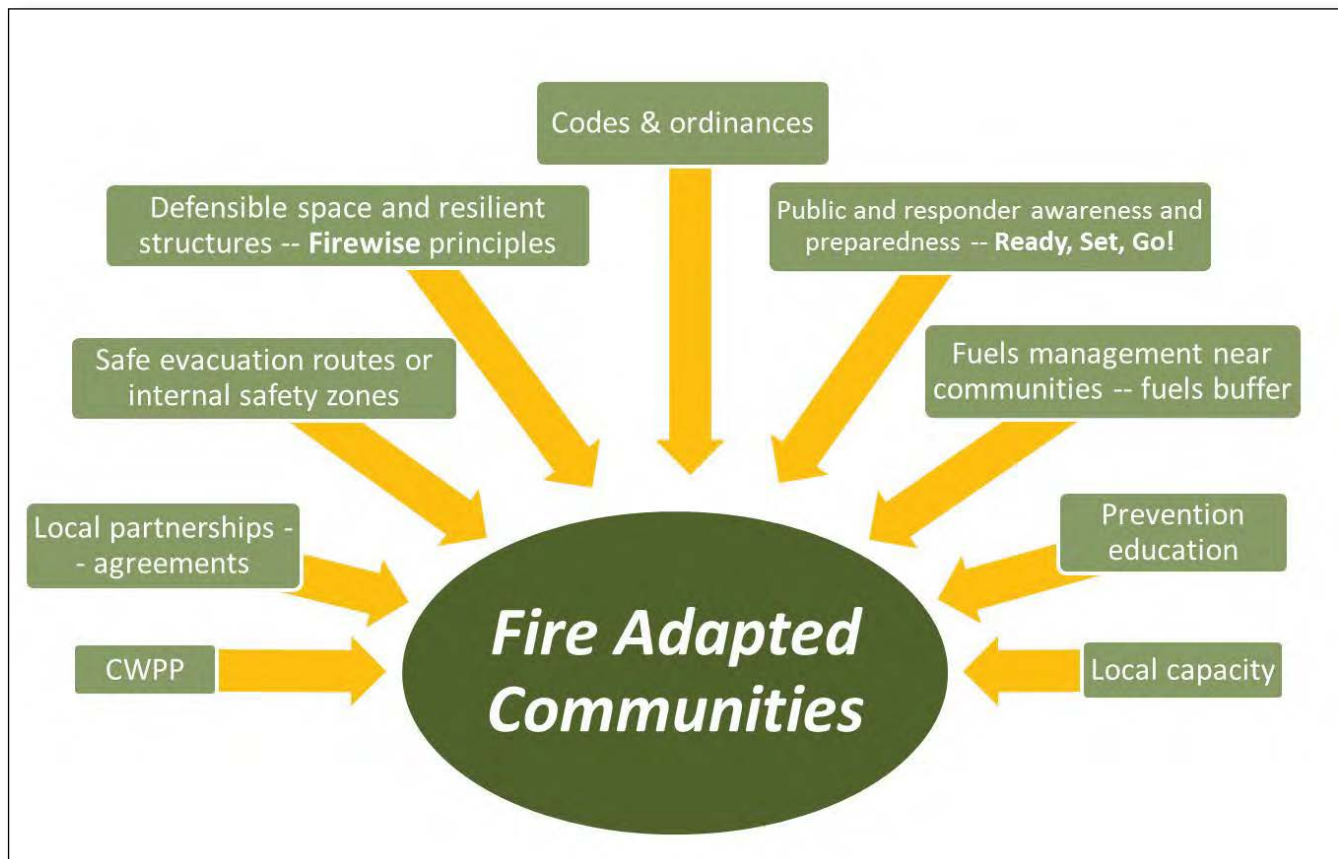 Codes & ordinances
Defensible space and resilient
structures -- Firewise principles
Public and responder awareness and
preparedness -- Ready, Set, Go!
Safe evacuation routes or
internal safety zones
Fuels management near
communities -- fuels buffer
Local partnerships -
- agreements
Prevention
education
CWPP
Local capacity
Fire Adapted
Communities